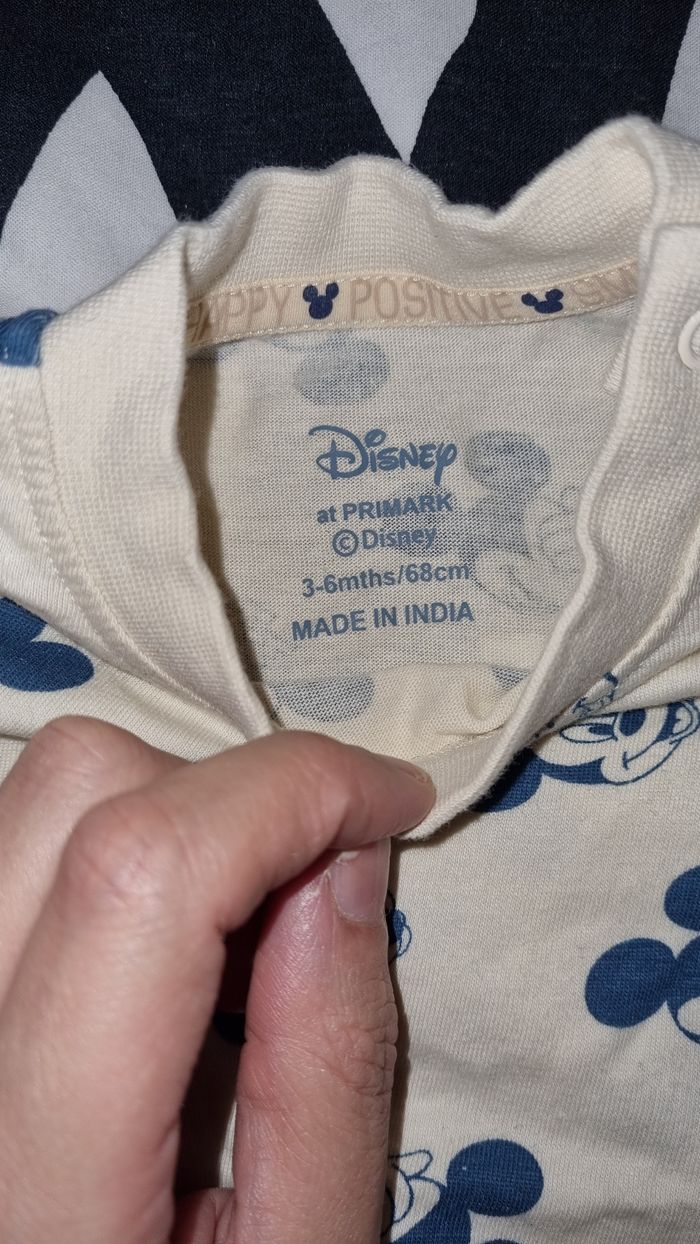 POSITIVE
Disney
at PRIMARK
©Disney
3-6mths/68cm
MADE IN INDIA